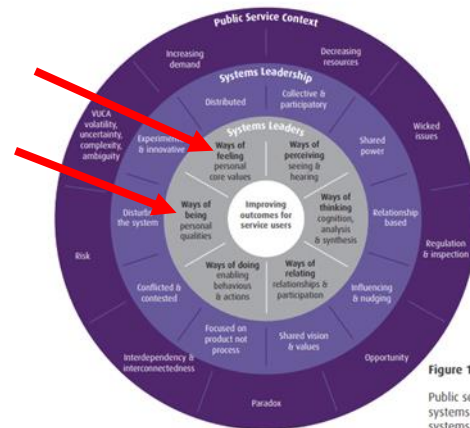 Public Service Context
Increasing
demand
Decreasing
resources
Systems Leadership
Distributed
Collective &
participatory
VUCA
volatility,
uncertainty,
complexity,
ambiguity
Wicked
issues
& innovative
Systems Leaders
Shared
power
Ways of
feeling
personal
core values
Ways of
perceiving
seeing &
hearing
Ways of
being
personal
qualities
Improving
outcomes for
service users
Ways of
thinking
cognition,
analysis
& synthesis
the system
Relationship
based
Risk
Regulation
& inspection
Ways of doing
enabling
behaviour
& actions
Ways of
relating
relationships &
participation
Conflicted &
contested
Influencing
& nudging
Focused on
product not
process
Shared vision
& values
Interdependency &
interconnectedness
Opportunity
Paradox
Figure 1
Public se
systems
systems